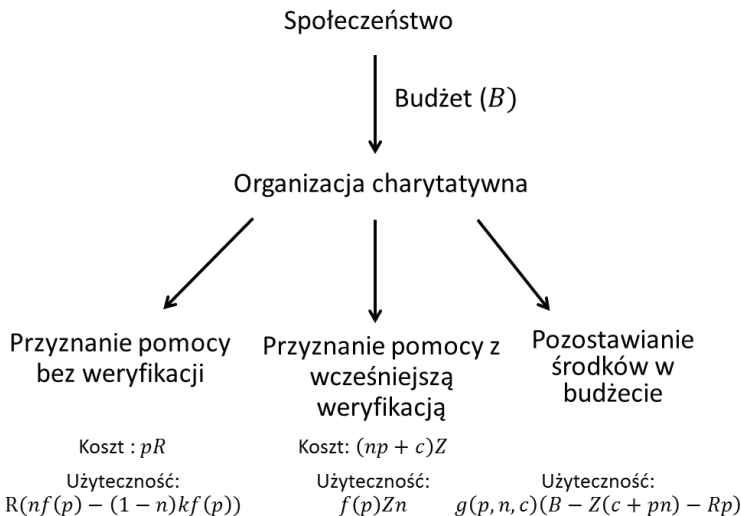 Społeczeństwo
Budżet (B)
Organizacja charytatywna
Przyznanie pomocy
bez weryfikacji
Koszt : pR
Użyteczność:
R(nf(p) − (1 − n)kf(p))
Przyznanie pomocy z
wcześniejszą
weryfikacją
Koszt: (np + c)Z
Użyteczność:
f(p)Zn
Pozostawianie
środków w
budżecie
Użyteczność:
g(p, n, c)(B − Z(c + pn) − Rp)